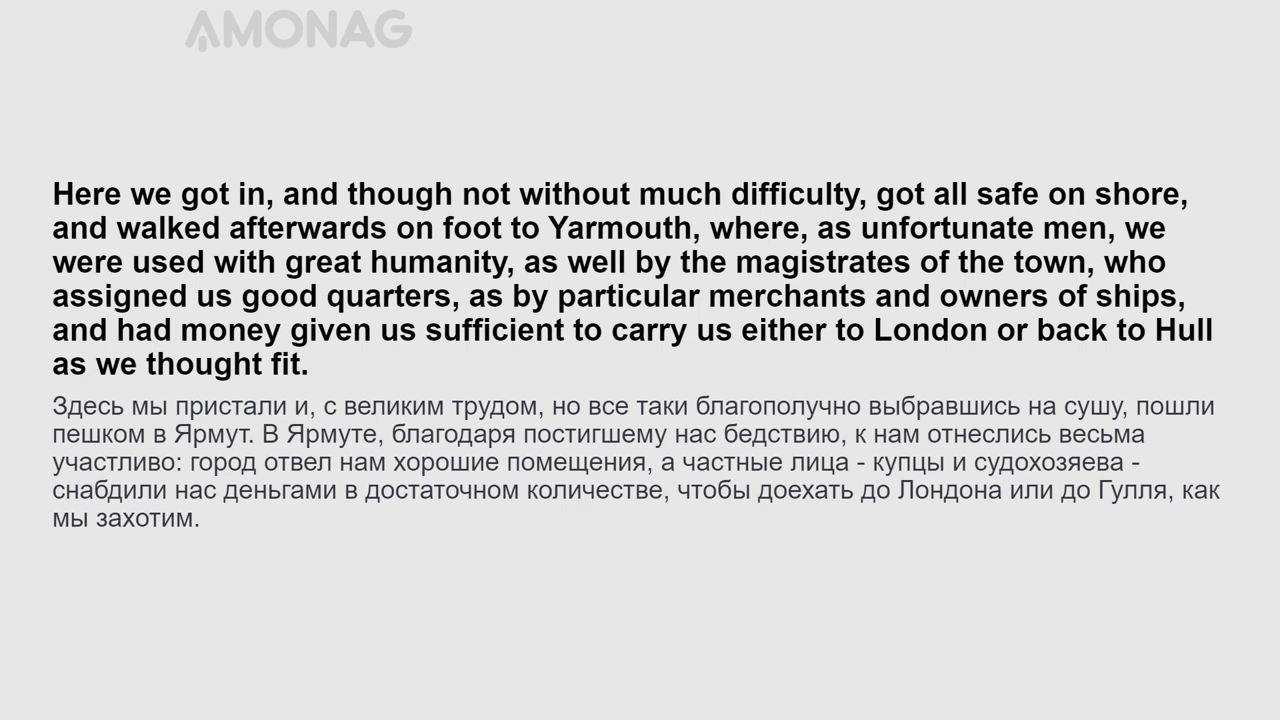 AMONAG
Here we got in, and though not without much difficulty, got all safe on shore,
and walked afterwards on foot to Yarmouth, where, as unfortunate men, we
were used with great humanity, as well by the magistrates of the town, who
assigned us good quarters, as by particular merchants and owners of ships,
and had money given us sufficient to carry us either to London or back to Hull
as we thought fit.
Здесь мы пристали и, с великим трудом, но все таки благополучно выбравшись на сушу, пошли
пешком в Ярмут. В Ярмуте, благодаря постигшему нас бедствию, к нам отнеслись весьма
участливо: город отвел нам хорошие помещения, а частные лица - купцы и судохозяева -
снабдили нас деньгами в достаточном количестве, чтобы доехать до Лондона или до Гулля, как
мы захотим.